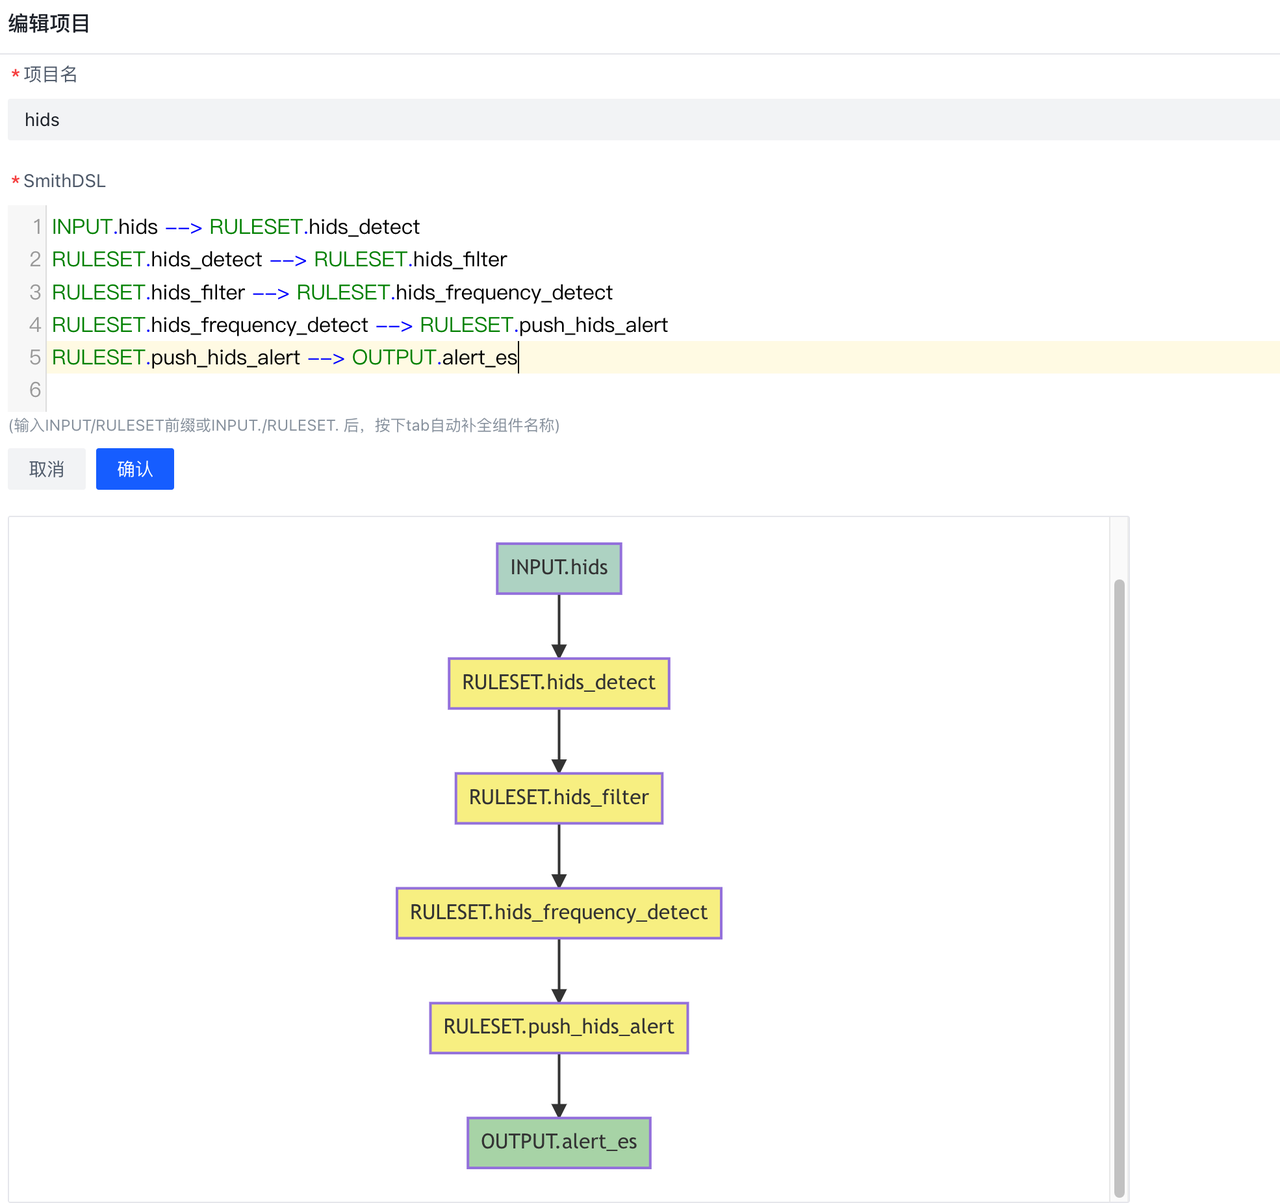 编辑项目
* 项目名
hids
* SmithDSL
1 INPUT.hids --> RULESET.hids_detect
2 RULESET.hids_detect --> RULESET.hids_filter
3 RULESET.hids_filter --> RULESET.hids_frequency_detect
4 RULESET.hids_frequency_detect --> RULESET.push_hids_alert
5 RULESET.push_hids_alert --> OUTPUT.alert_es
6
(输入INPUT/RULESET前缀或INPUT./RULESET. 后，按下tab自动补全组件名称)
取消 确认
INPUT.hids
RULESET.hids_detect
RULESET.hids_filter
RULESET.hids_frequency_detect
RULESET.push_hids_alert
OUTPUT.alert_es